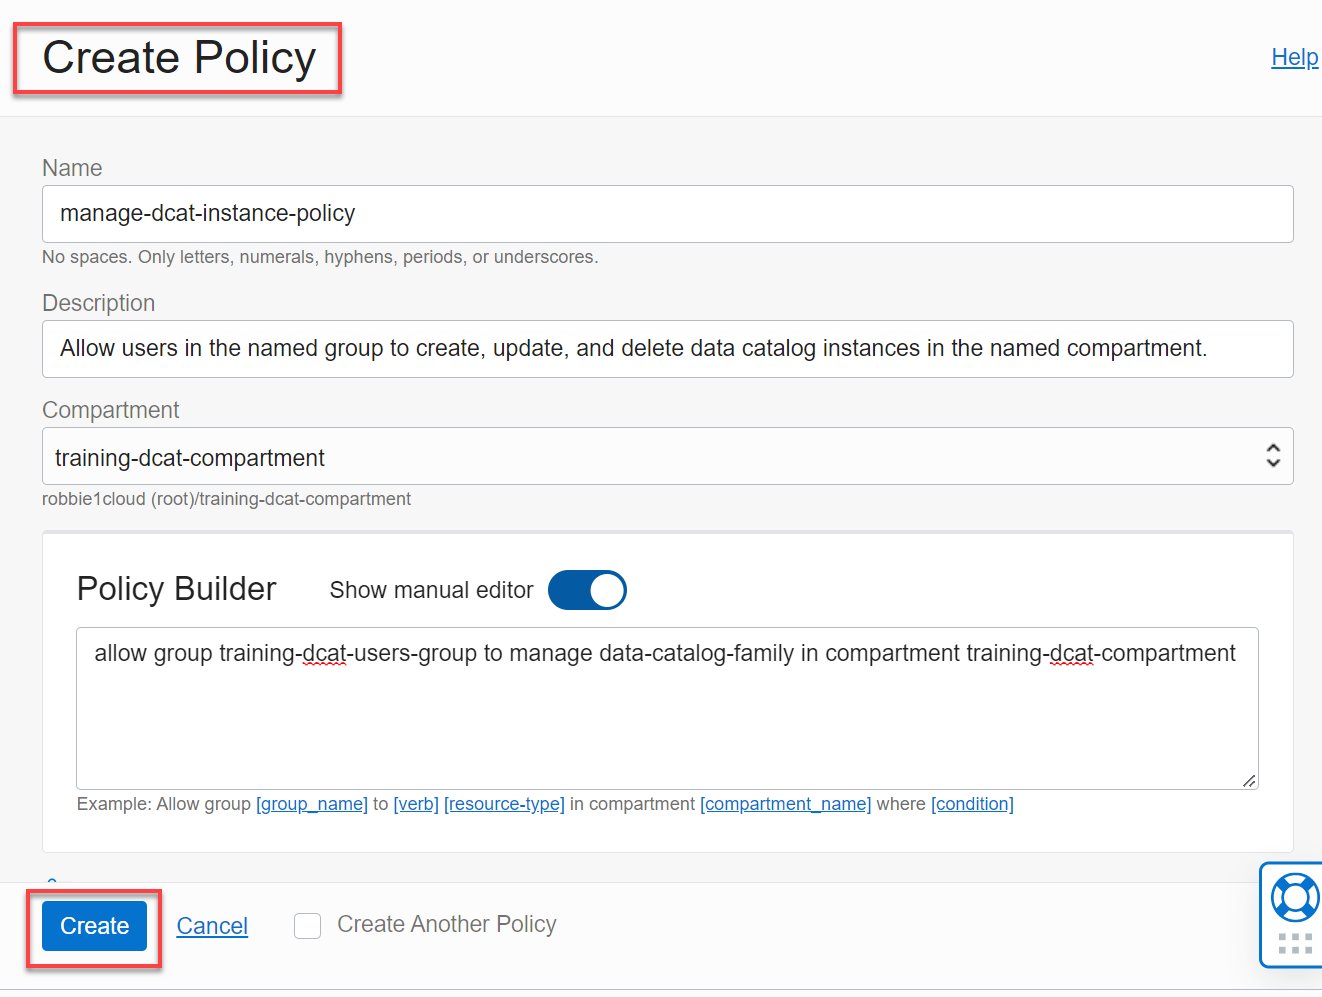 Create Policy
Help
Name
manage-dcat-instance-policy
No spaces. Only letters, numerals, hyphens, periods, or underscores.
Description
Allow users in the named group to create, update, and delete data catalog instances in the named compartment.
Compartment
training-dcat-compartment
robbie1cloud (root)/training-dcat-compartment
Policy Builder
Show manual editor
allow group training-dcat-users-group to manage data-catalog-family in compartment training-dcat-compartment
Example: Allow group [group_name] to [verb] [resource-type] in compartment [compartment_name] where [condition]
Create
Cancel
Create Another Policy